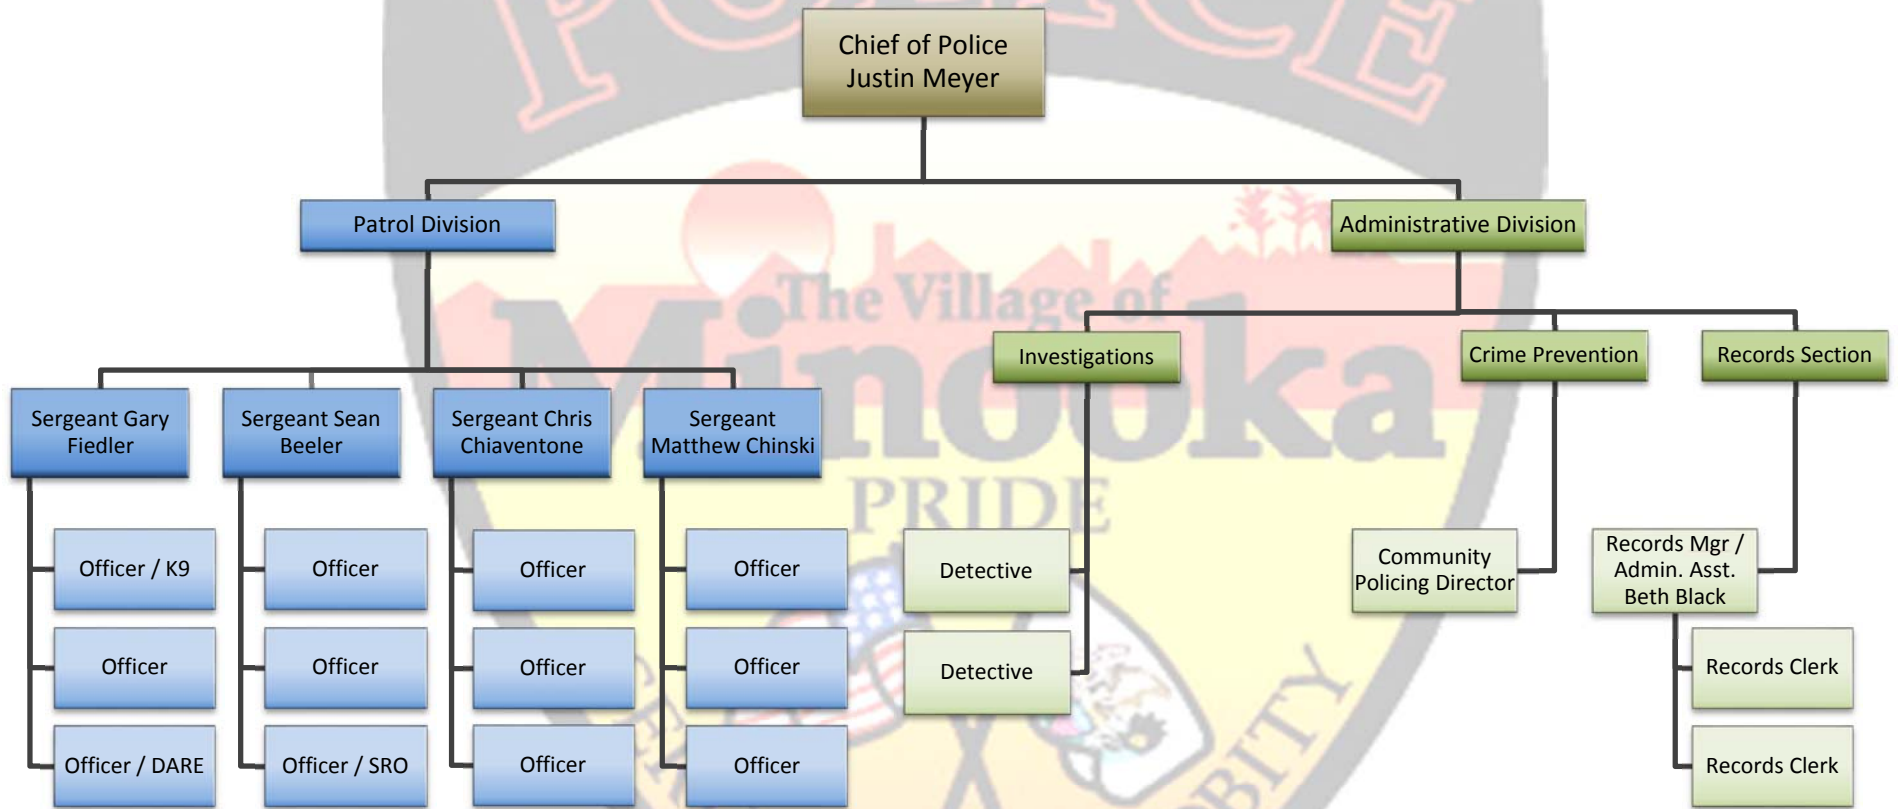 POLICE
Chief of Police
Justin Meyer
Patrol Division
Administrative Division
The Village of
Minooka
PRIDE
Investigations
Crime Prevention
Records Section
Sergeant Gary
Fiedler
Sergeant Sean
Beeler
Sergeant Chris
Chiaventone
Sergeant
Matthew Chinski
Officer / K9
Officer
Officer
Officer
Detective
Community
Policing Director
Records Mgr /
Admin. Asst.
Beth Black
Officer
Officer
Officer
Officer
Detective
Records Clerk
Officer / DARE
Officer / SRO
Officer
Officer
Records Clerk